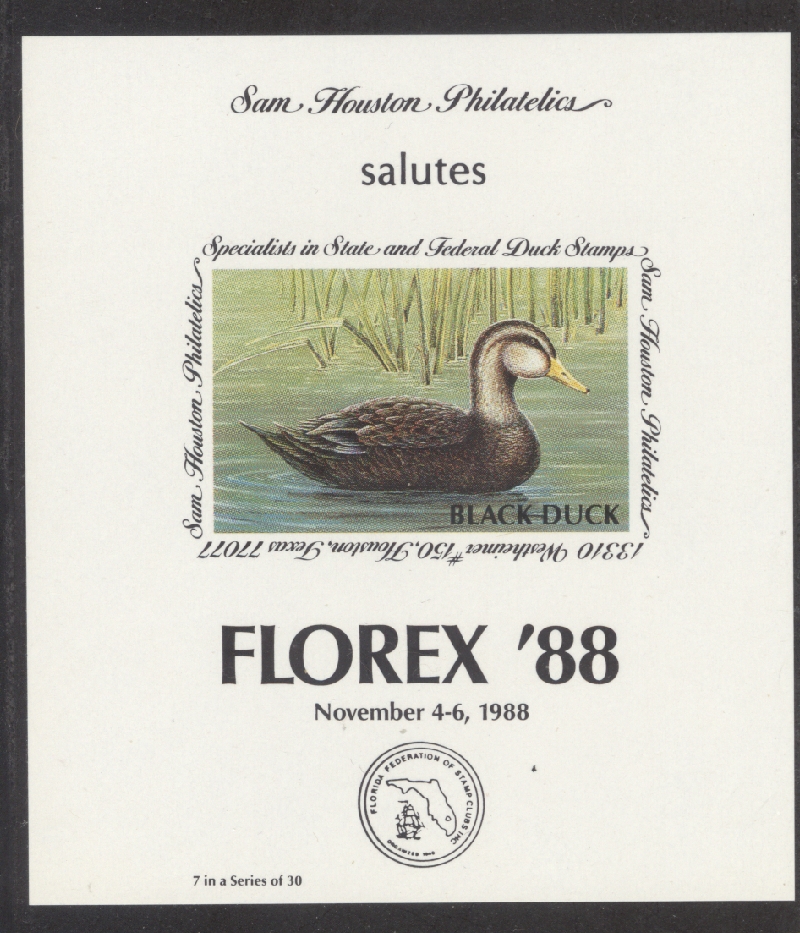 Sam Houston Philatelics
salutes
Specialists in State and Federal Duck Stamps
Sam Houston Philatelics
Sam Houston Philatelics
BLACK DUCK
13310 Westheimer #150, Houston, Texas 77077
FLOREX '88
November 4-6, 1988
FLORIDA FEDERATION OF STAMP CLUBS INC
7 in a Series of 30